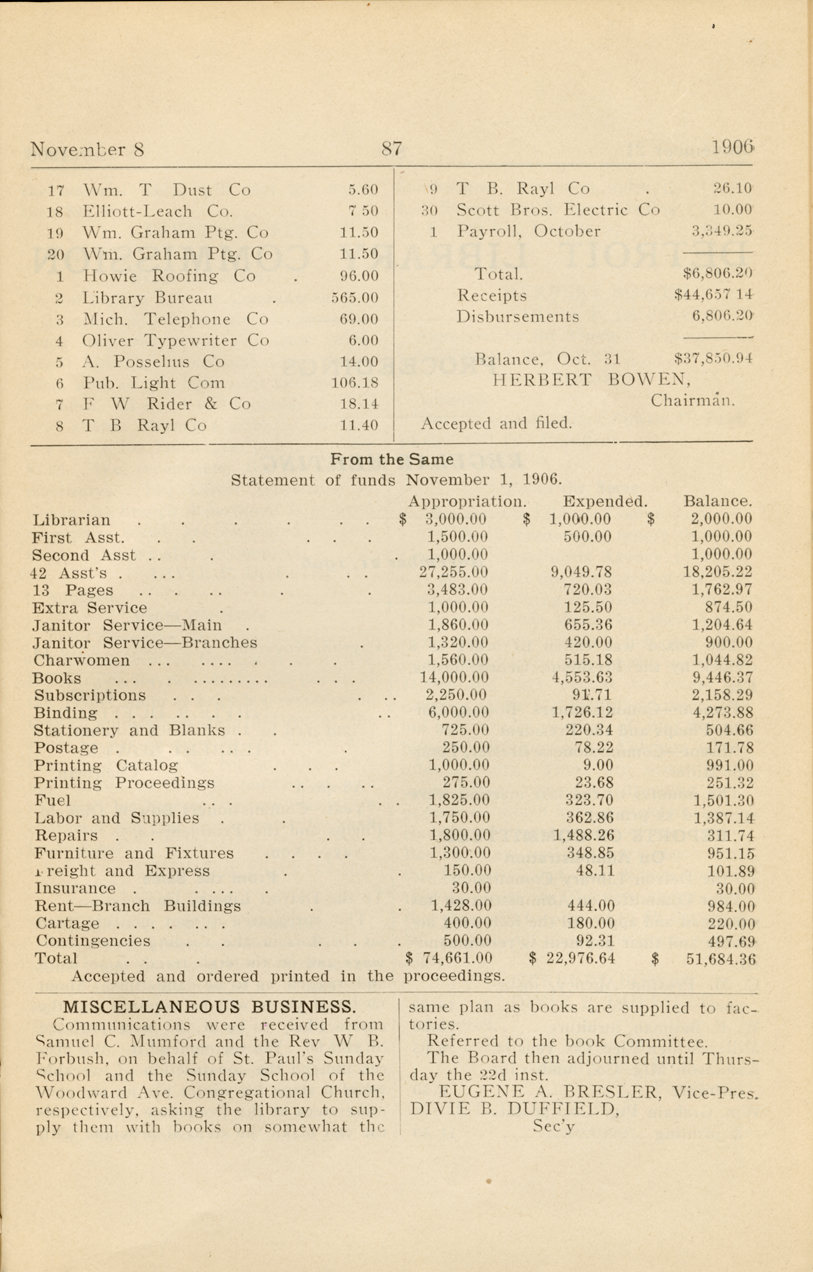 November 8 87 1906
17 Wm. T Dust Co 5.60
18 Elliott-Leach Co. 7 50
19 Wm. Graham Ptg. Co 11.50
20 Wm. Graham Ptg. Co 11.50
1 Howie Roofing Co . 96.00
2 Library Bureau . 565.00
3 Mich. Telephone Co 69.00
4 Oliver Typewriter Co 6.00
5 A. Posselius Co 14.00
6 Pub. Light Com 106.18
7 F W Rider & Co 18.14
8 T B Rayl Co 11.40
9 T B. Rayl Co . 26.10
30 Scott Bros. Electric Co 10.00
1 Payroll, October 3,349.25
Total. $6,806.20
Receipts $44,657 14
Disbursements 6,806.20
Balance, Oct. 31 $37,850.94
HERBERT BOWEN,
Chairman.
Accepted and filed.
From the Same
Statement of funds November 1, 1906.
Appropriation. Expended. Balance.
Librarian . . . . . . $ 3,000.00 $ 1,000.00 $ 2,000.00
First Asst. . . . . . 1,500.00 500.00 1,000.00
Second Asst . . . . 1,000.00 1,000.00
42 Asst's . ... . . . 27,255.00 9,049.78 18,205.22
13 Pages .. . .. . . 3,483.00 720.03 1,762.97
Extra Service . 1,000.00 125.50 874.50
Janitor Service—Main . 1,860.00 655.36 1,204.64
Janitor Service—Branches . 1,320.00 420.00 900.00
Charwomen ... .... . . . 1,560.00 515.18 1,044.82
Books ... . ......... ... 14,000.00 4,553.63 9,446.37
Subscriptions . . . . .. 2,250.00 91.71 2,158.29
Binding . . . . . . . .. 6,000.00 1,726.12 4,273.88
Stationery and Blanks . . 725.00 220.34 504.66
Postage . . . ... . 250.00 78.22 171.78
Printing Catalog . . . 1,000.00 9.00 991.00
Printing Proceedings .. . .. 275.00 23.68 251.32
Fuel .. . . . 1,825.00 323.70 1,501.30
Labor and Supplies . . 1,750.00 362.86 1,387.14
Repairs . . . . 1,800.00 1,488.26 311.74
Furniture and Fixtures . . . . 1,300.00 348.85 951.15
Freight and Express . . 150.00 48.11 101.89
Insurance . . ... . 30.00 30.00
Rent—Branch Buildings . . 1,428.00 444.00 984.00
Cartage . . . . . . . 400.00 180.00 220.00
Contingencies . . . . . 500.00 92.31 497.69
Total . . . $ 74,661.00 $ 22,976.64 $ 51,684.36
Accepted and ordered printed in the proceedings.
MISCELLANEOUS BUSINESS.
Communications were received from
Samuel C. Mumford and the Rev W B.
Forbush, on behalf of St. Paul's Sunday
School and the Sunday School of the
Woodward Ave. Congregational Church,
respectively, asking the library to sup-
ply them with books on somewhat the
same plan as books are supplied to fac-
tories.
Referred to the book Committee.
The Board then adjourned until Thurs-
day the 22d inst.
EUGENE A. BRESLER, Vice-Pres.
DIVIE B. DUFFIELD,
Sec'y